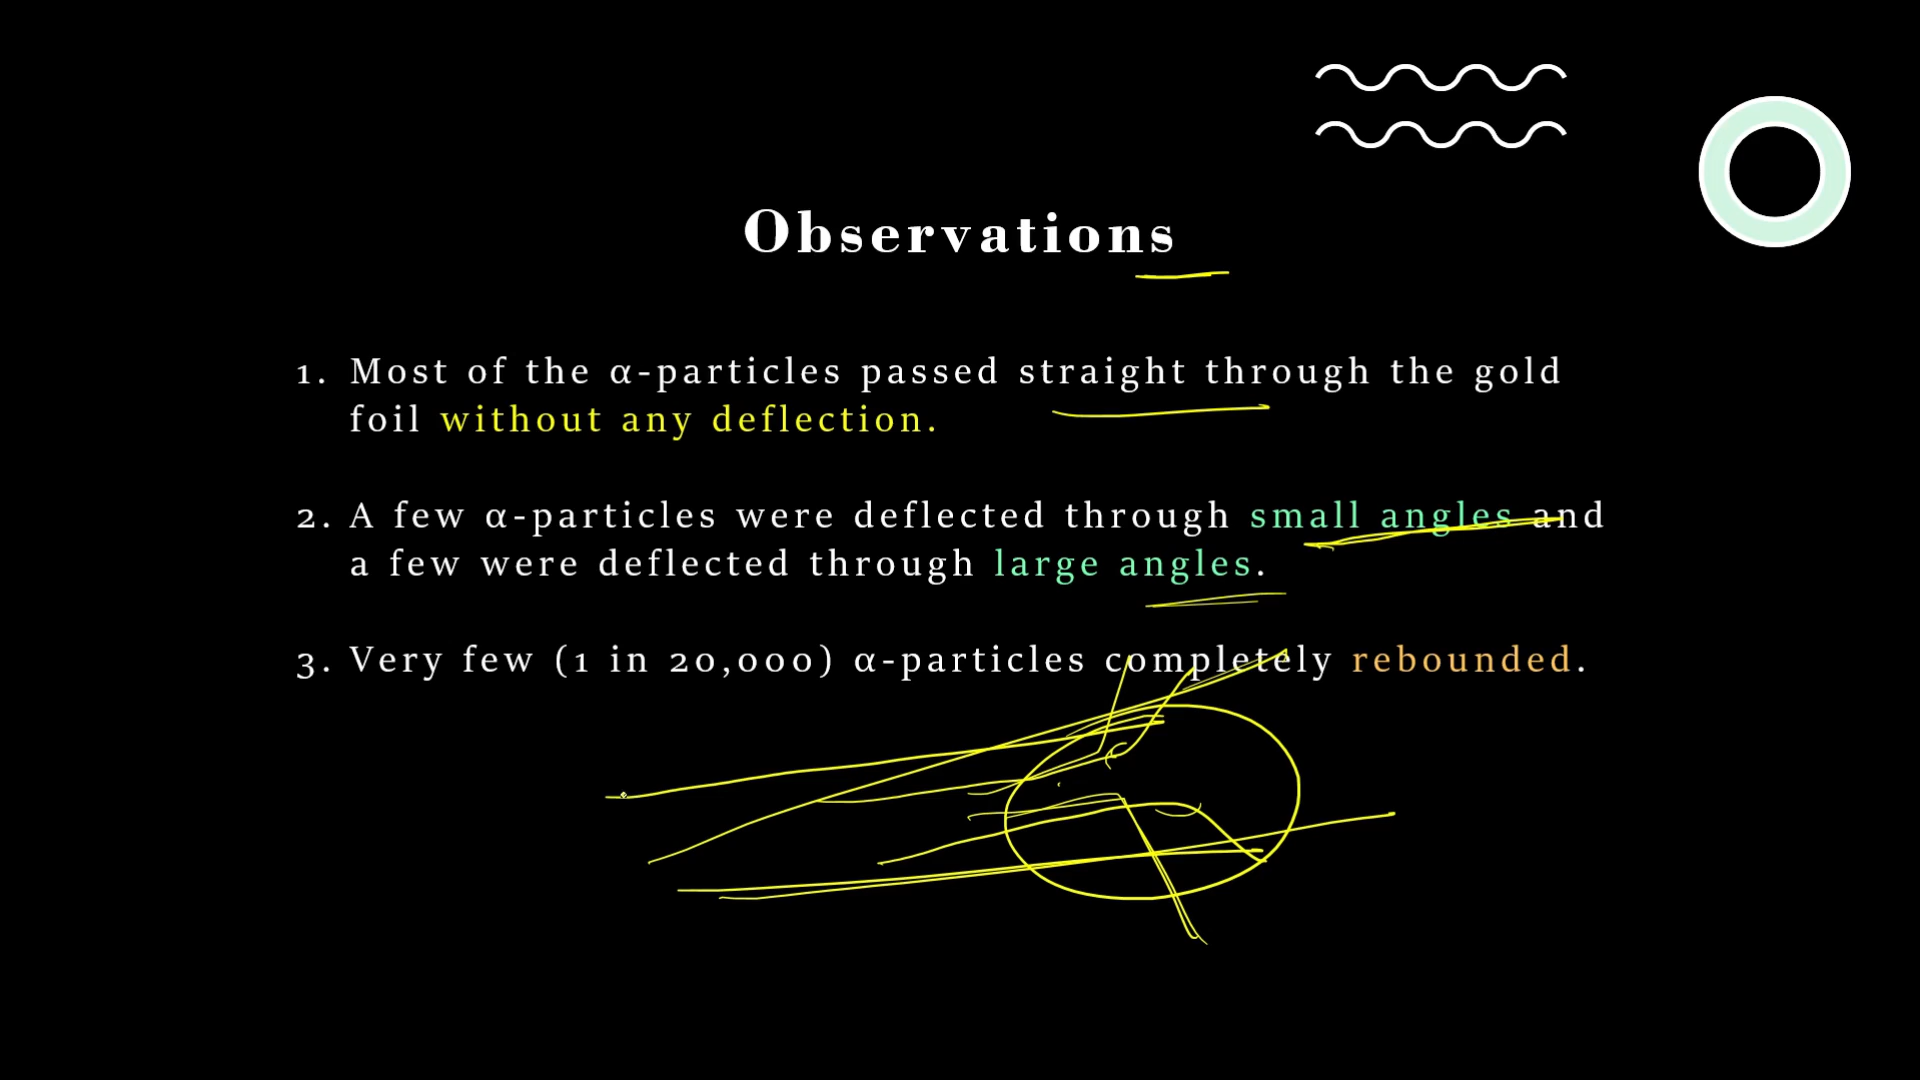 Observations
1. Most of the α-particles passed straight through the gold
foil without any deflection.
2. A few α-particles were deflected through small angles and
a few were deflected through large angles.
3. Very few (1 in 20,000) α-particles completely rebounded.